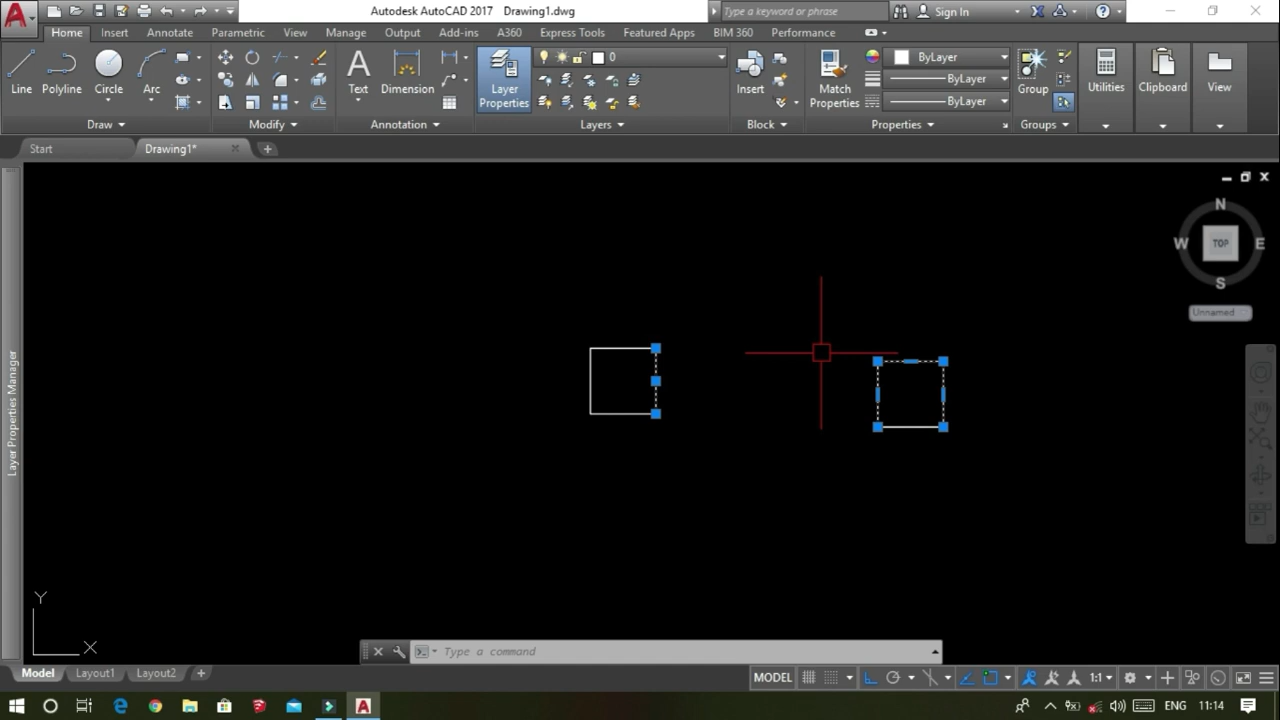 Autodesk AutoCAD 2017 Drawing1.dwg
Type a keyword or phrase
Sign In
Home Insert Annotate Parametric View Manage Output Add-ins A360 Express Tools Featured Apps BIM 360 Performance
0
ByLayer
ByLayer
ByLayer
Line Polyline Circle Arc Text Dimension Layer Properties Insert Match Properties Group Utilities Clipboard View
Draw Modify Annotation Layers Block Properties Groups
Start Drawing1*
N
W TOP E
S
Unnamed
Layer Properties Manager
Y
X
Type a command
Model Layout1 Layout2
MODEL 1:1
ENG 11:14